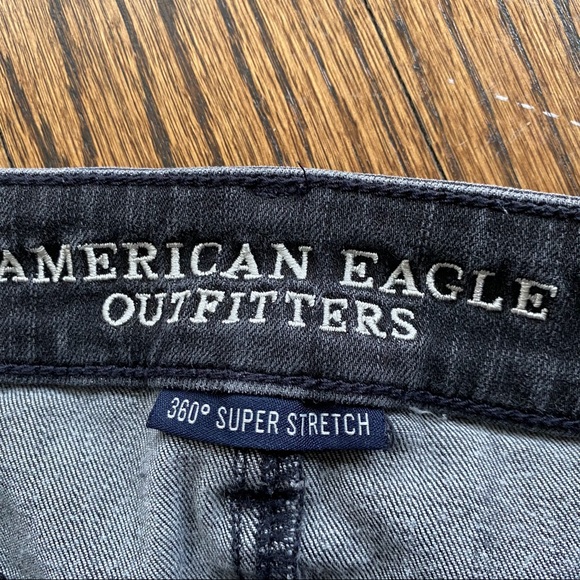 AMERICAN EAGLE
OUTFITTERS
360° SUPER STRETCH